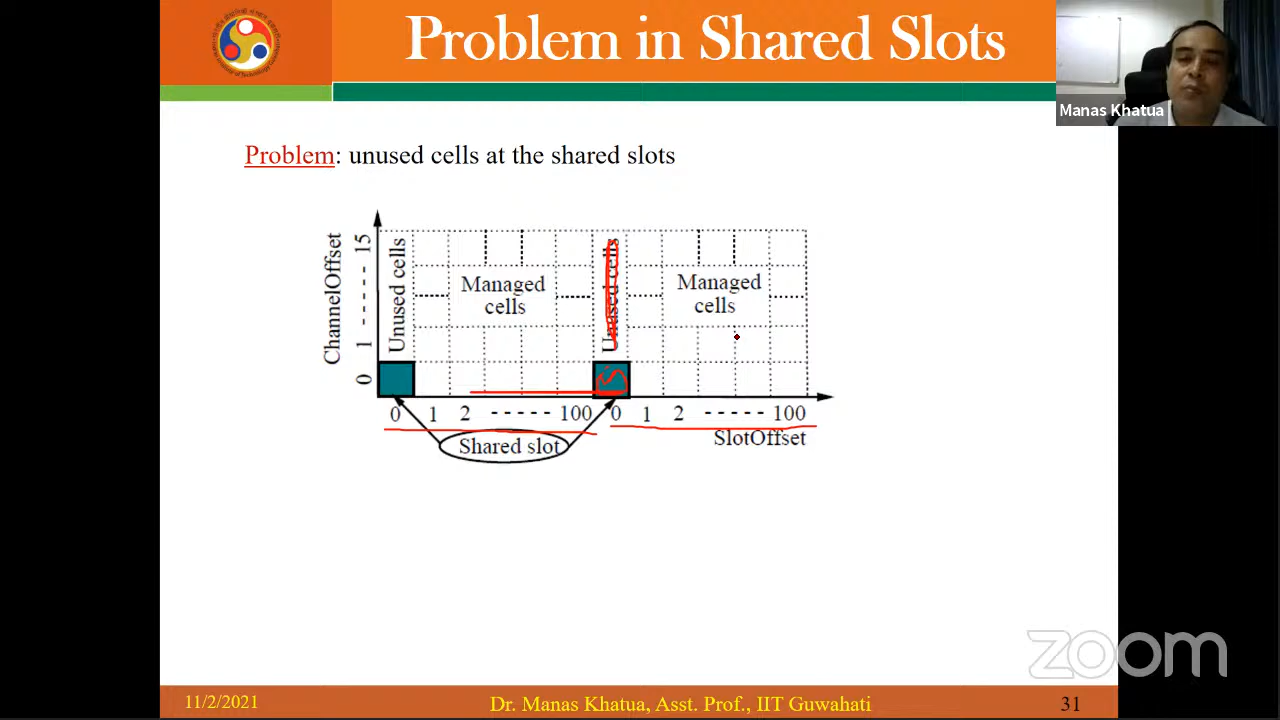 Problem in Shared Slots
Manas Khatua
Problem: unused cells at the shared slots
ChannelOffset
0 1 - - - - - 15
Unused cells
Managed
cells
Unused cells
Managed
cells
0 1 2 - - - - - 100 0 1 2 - - - - - 100
Shared slot
SlotOffset
S
zoom
11/2/2021
Dr. Manas Khatua, Asst. Prof., IIT Guwahati
31